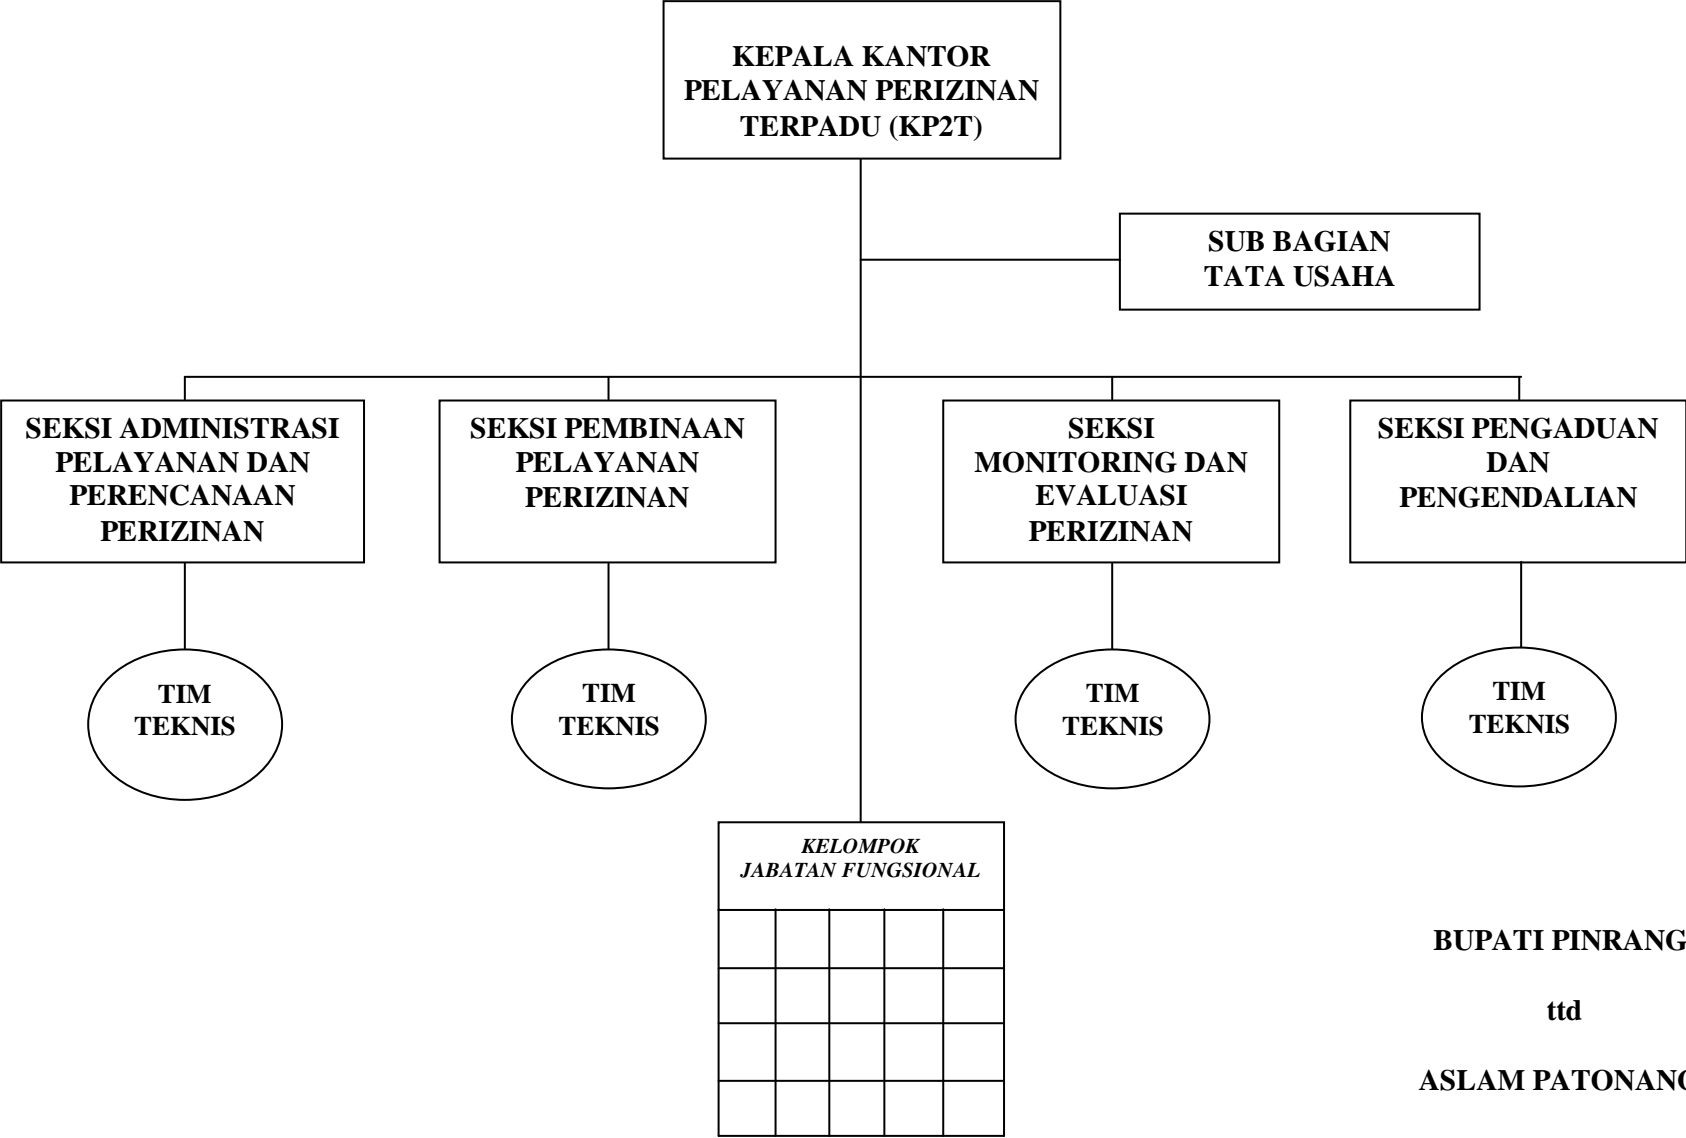 KEPALA KANTOR
PELAYANAN PERIZINAN
TERPADU (KP2T)
SUB BAGIAN
TATA USAHA
SEKSI ADMINISTRASI
PELAYANAN DAN
PERENCANAAN
PERIZINAN
SEKSI PEMBINAAN
PELAYANAN
PERIZINAN
SEKSI
MONITORING DAN
EVALUASI
PERIZINAN
SEKSI PENGADUAN
DAN
PENGENDALIAN
TIM
TEKNIS
TIM
TEKNIS
TIM
TEKNIS
TIM
TEKNIS
KELOMPOK
JABATAN FUNGSIONAL
BUPATI PINRANG
ttd
ASLAM PATONANG